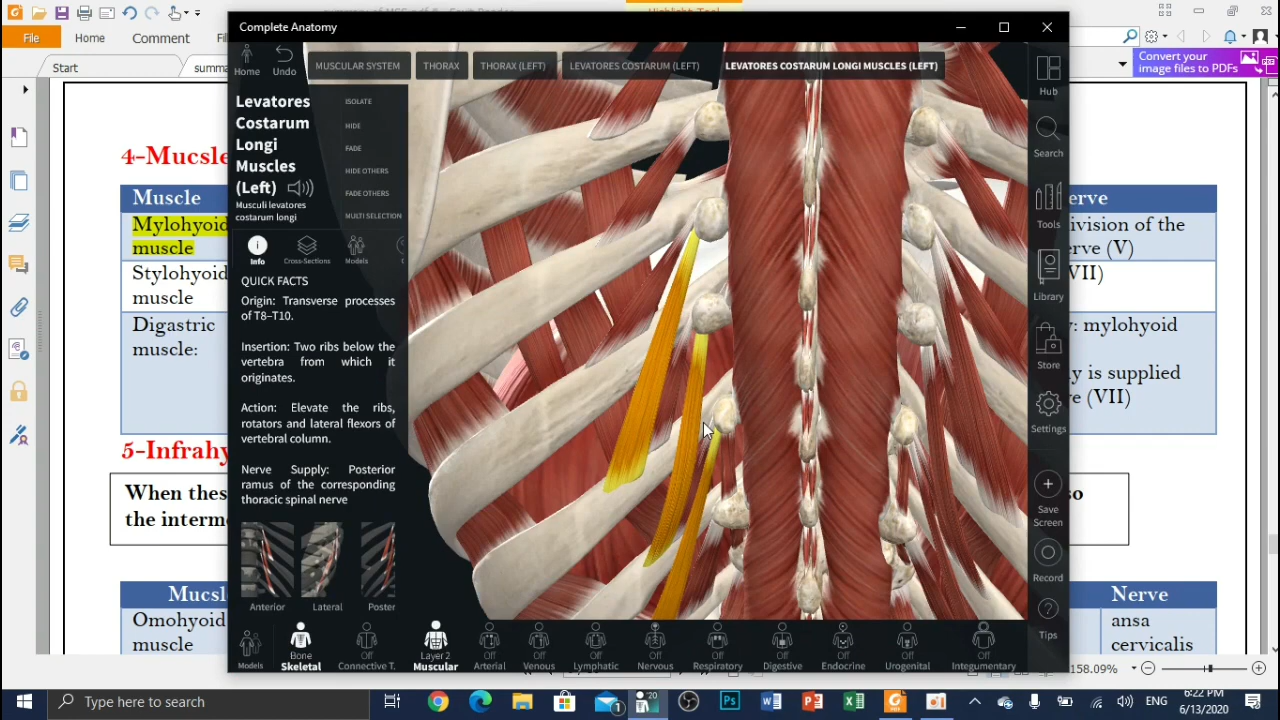 Complete Anatomy
File
Home
Comment
Convert your
image files to PDFs
Start
Home
Undo
MUSCULAR SYSTEM
THORAX
THORAX (LEFT)
LEVATORES COSTARUM (LEFT)
LEVATORES COSTARUM LONGI MUSCLES (LEFT)
Levatores
Costarum
Longi
Muscles
(Left)
Musculi levatores
costarum longi
ISOLATE
HIDE
FADE
HIDE OTHERS
FADE OTHERS
MULTI SELECTION
Info
Cross-Sections
Models
QUICK FACTS
Origin: Transverse processes
of T8–T10.
Insertion: Two ribs below the
vertebra from which it
originates.
Action: Elevate the ribs,
rotators and lateral flexors of
vertebral column.
Nerve Supply: Posterior
ramus of the corresponding
thoracic spinal nerve
Anterior
Lateral
Poster
Hub
Search
Tools
Library
Store
Settings
Save
Screen
Record
Tips
Models
Bone
Skeletal
Off
Connective T.
Layer 2
Muscular
Off
Arterial
Off
Venous
Off
Lymphatic
Off
Nervous
Off
Respiratory
Off
Digestive
Off
Endocrine
Off
Urogenital
Off
Integumentary
4-Mucsle
Muscle
Mylohyoid
muscle
Stylohyoid
muscle
Digastric
muscle:
5-Infrahy
When these
the interme
Mucsl
Omohyoid
muscle
erve
ivision of the
erve (V)
VII)
y: mylohyoid
y is supplied
e (VII)
so
Nerve
ansa
cervicalis
158.09%
Type here to search
ENG
6:22 PM
6/13/2020